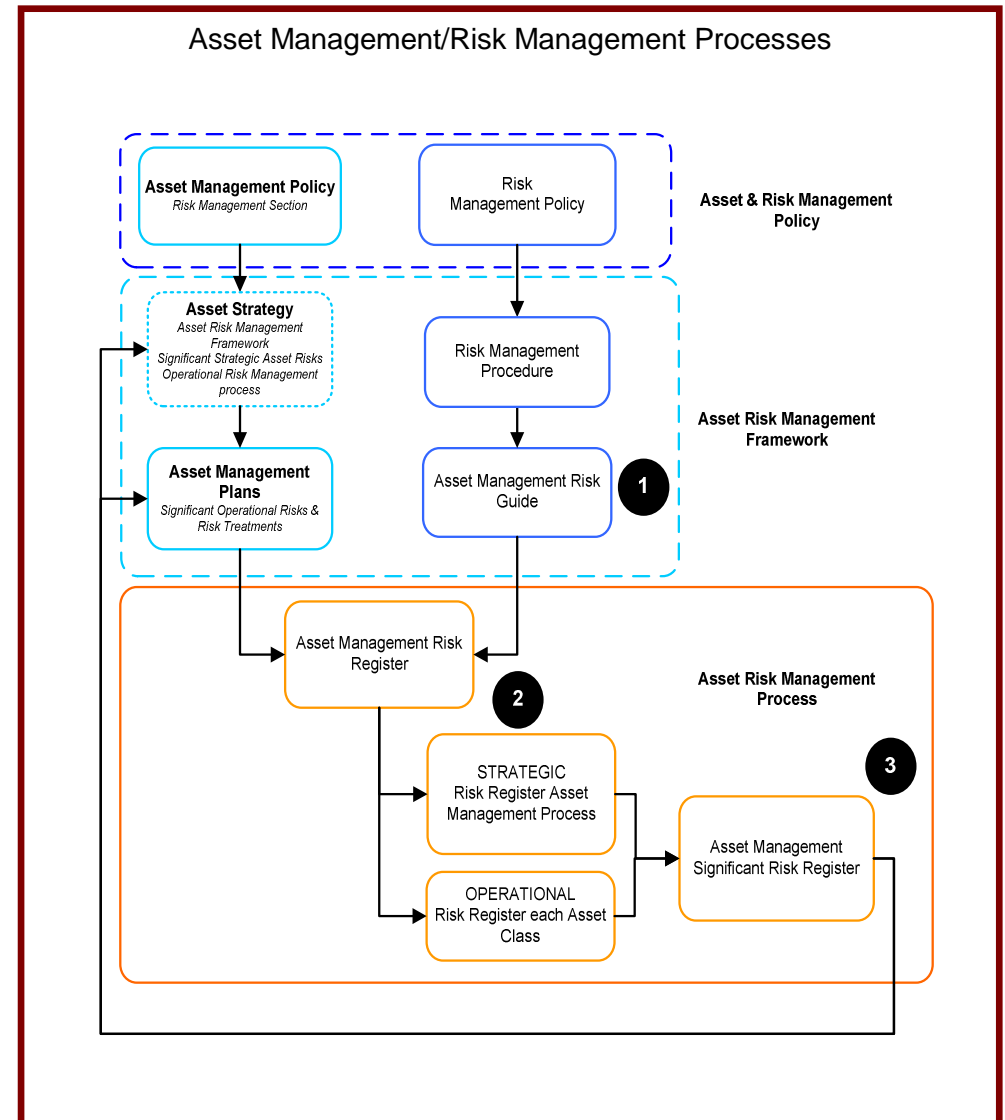 Asset Management/Risk Management Processes
Asset Management Policy
Risk Management Section
Risk
Management Policy
Asset & Risk Management
Policy
Asset Strategy
Asset Risk Management
Framework
Significant Strategic Asset Risks
Operational Risk Management
process
Risk Management
Procedure
Asset Risk Management
Framework
Asset Management
Plans
Significant Operational Risks &
Risk Treatments
Asset Management Risk
Guide
1
Asset Management Risk
Register
Asset Risk Management
Process
2
STRATEGIC
Risk Register Asset
Management Process
3
Asset Management
Significant Risk Register
OPERATIONAL
Risk Register each Asset
Class